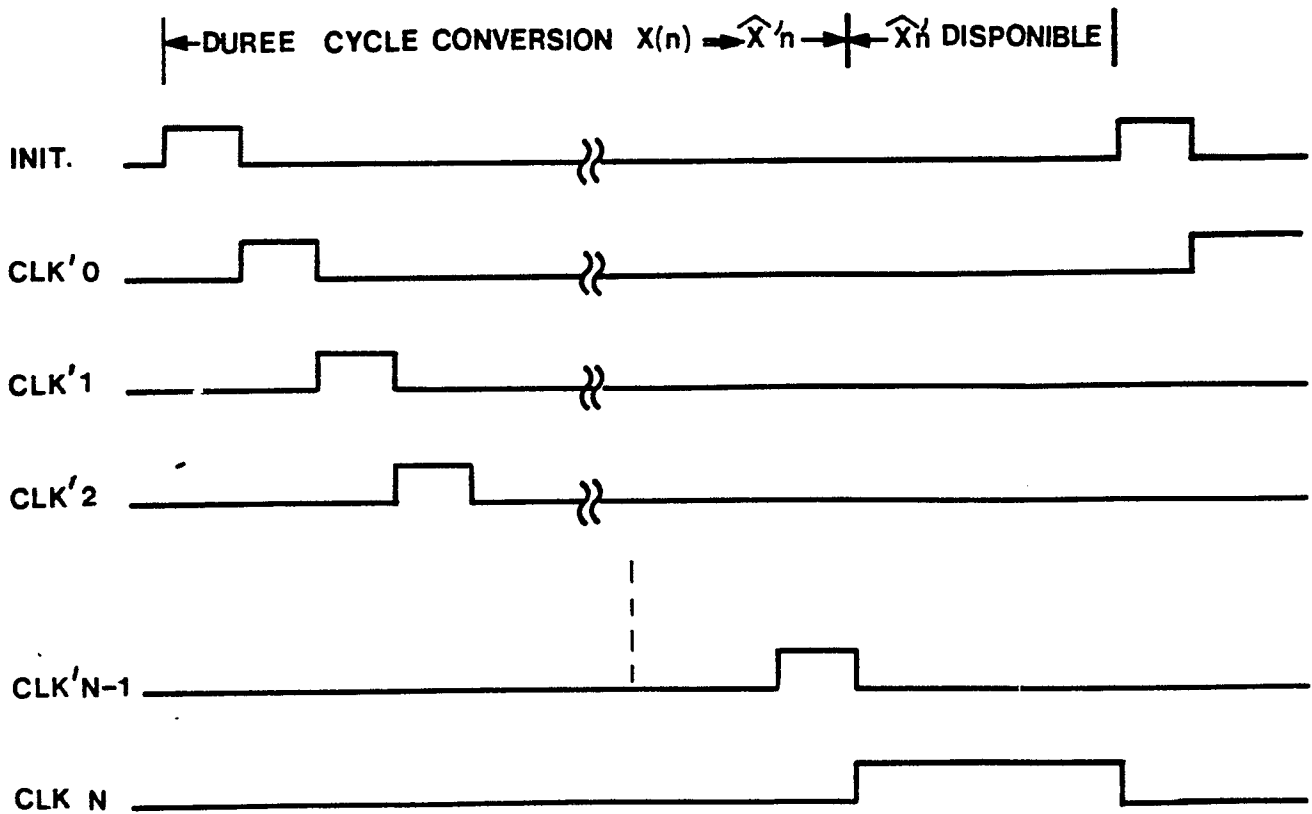 DUREE CYCLE CONVERSION X(n) ⇒ X̂'n X̂'n DISPONIBLE
INIT.
CLK'0
CLK'1
CLK'2
CLK'N-1
CLK N